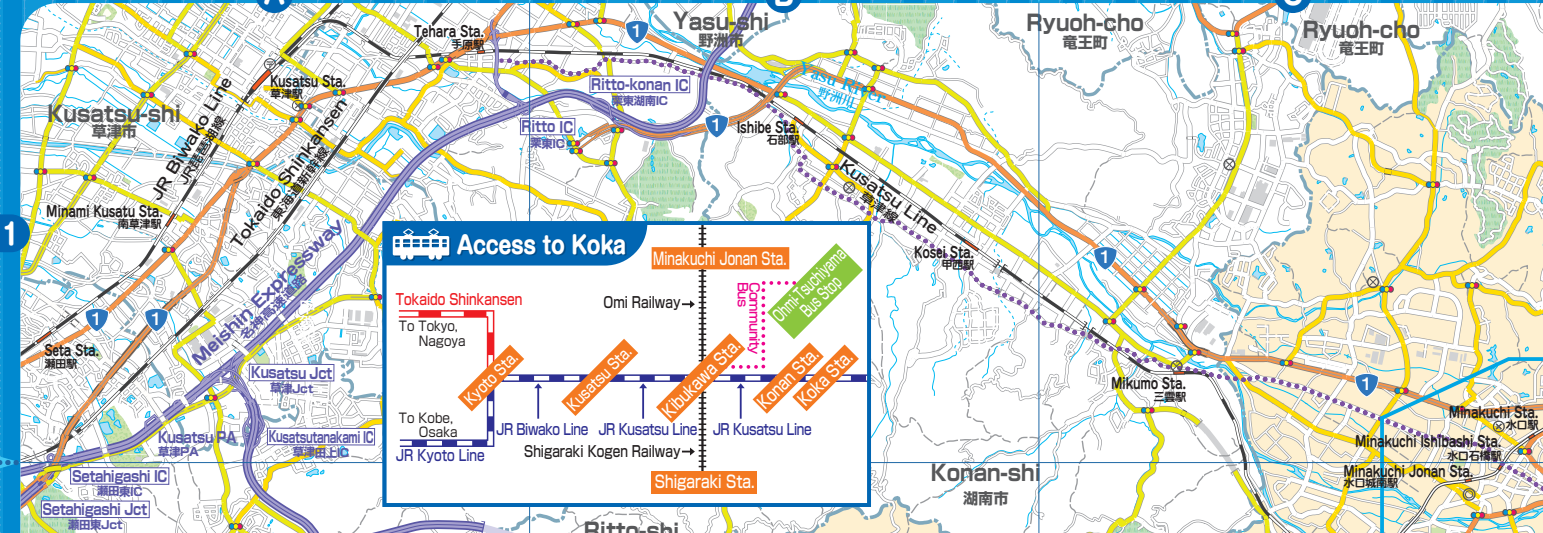 A
B
C
1
Yasu-shi
野洲市
Ryuoh-cho
竜王町
Ryuoh-cho
竜王町
Tehara Sta.
手原駅
1
Kusatsu Sta.
草津駅
Kusatsu-shi
草津市
JR Biwako Line
JR琵琶湖線
Tokaido Shinkansen
東海道新幹線
Ritto-konan IC
栗東湖南IC
Ritto IC
栗東IC
1
Yasu River
野洲川
Ishibe Sta.
石部駅
Kusatsu Line
草津線
Minami Kusatu Sta.
南草津駅
Meishin Expressway
名神高速道路
Kosei Sta.
甲西駅
1
1
1
Seta Sta.
瀬田駅
Kusatsu Jct
草津Jct
Kusatsu PA
草津PA
Kusatsutanakami IC
草津田上IC
Setahigashi IC
瀬田東IC
Setahigashi Jct
瀬田東Jct
Access to Koka
Minakuchi Jonan Sta.
Tokaido Shinkansen
To Tokyo,
Nagoya
Omi Railway→
Community
Bus
Ohmi-Tsuchiyama
Bus Stop
Kyoto Sta.
Kusatsu Sta.
Kibukawa Sta.
Konan Sta.
Koka Sta.
To Kobe,
Osaka
JR Biwako Line
JR Kusatsu Line
JR Kusatsu Line
JR Kyoto Line
Shigaraki Kogen Railway→
Shigaraki Sta.
Mikumo Sta.
三雲駅
1
Minakuchi Sta.
水口駅
Minakuchi Ishibashi Sta.
水口石橋駅
Minakuchi Jonan Sta.
水口城南駅
Konan-shi
湖南市
Ritto-shi